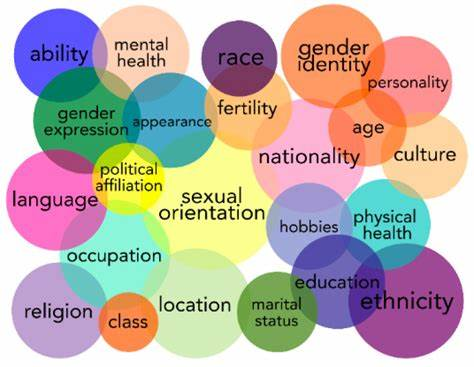 ability
mental
health
race
gender
identity
personality
gender
expression
appearance
fertility
age
nationality
culture
political
affiliation
language
sexual
orientation
hobbies
physical
health
occupation
education
religion
class
location
marital
status
ethnicity